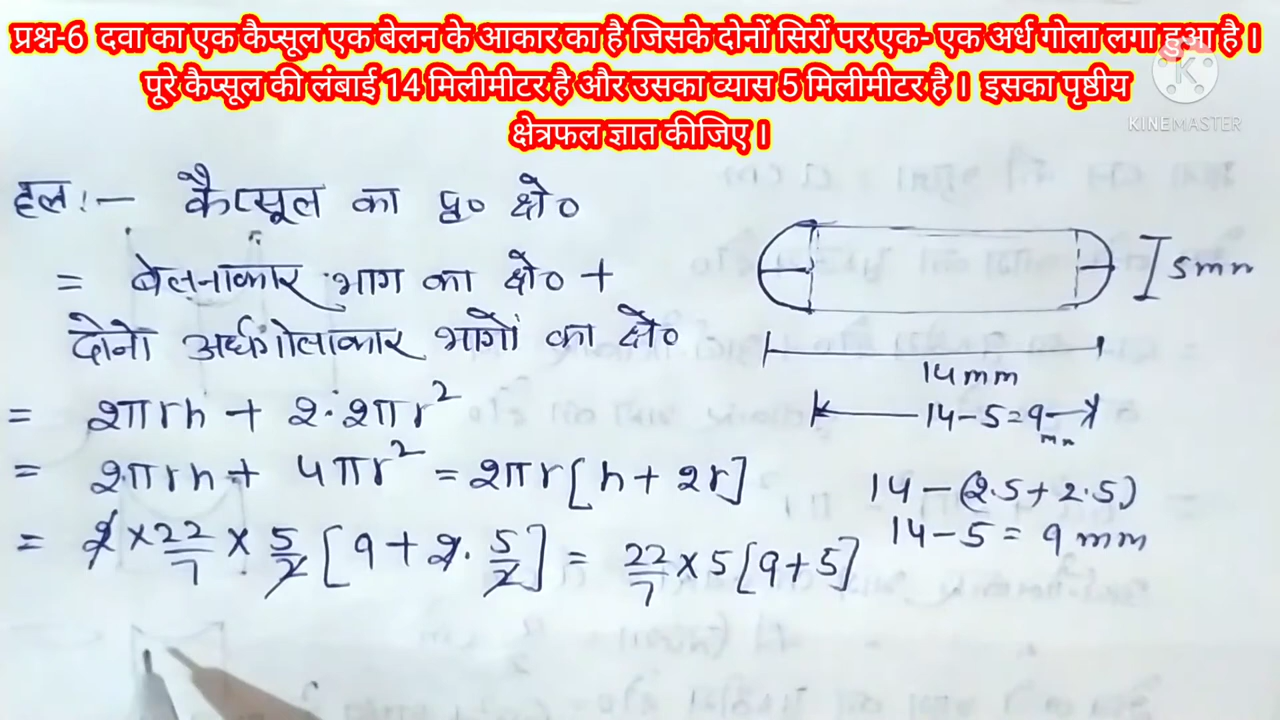 प्रश्न-6 दवा का एक कैप्सूल एक बेलन के आकार का है जिसके दोनों सिरों पर एक- एक अर्ध गोला लगा हुआ है ।
पूरे कैप्सूल की लंबाई 14 मिलीमीटर है और उसका व्यास 5 मिलीमीटर है । इसका पृष्ठीय
क्षेत्रफल ज्ञात कीजिए ।
KINEMASTER
हल:- कैप्सूल का पृ० क्षे०
= बेलनाकार भाग का क्षे० +
दोनो अर्धगोलाकार भागों का क्षे०
= 2πrh + 2·2πr²
= 2πrh + 4πr² = 2πr[h + 2r]
= 2 × 22/7 × 5/2 [9 + 2· 5/2] = 22/7 × 5[9+5]
5mm
14mm
14-5=9mm
14-(2.5+2.5)
14-5 = 9mm